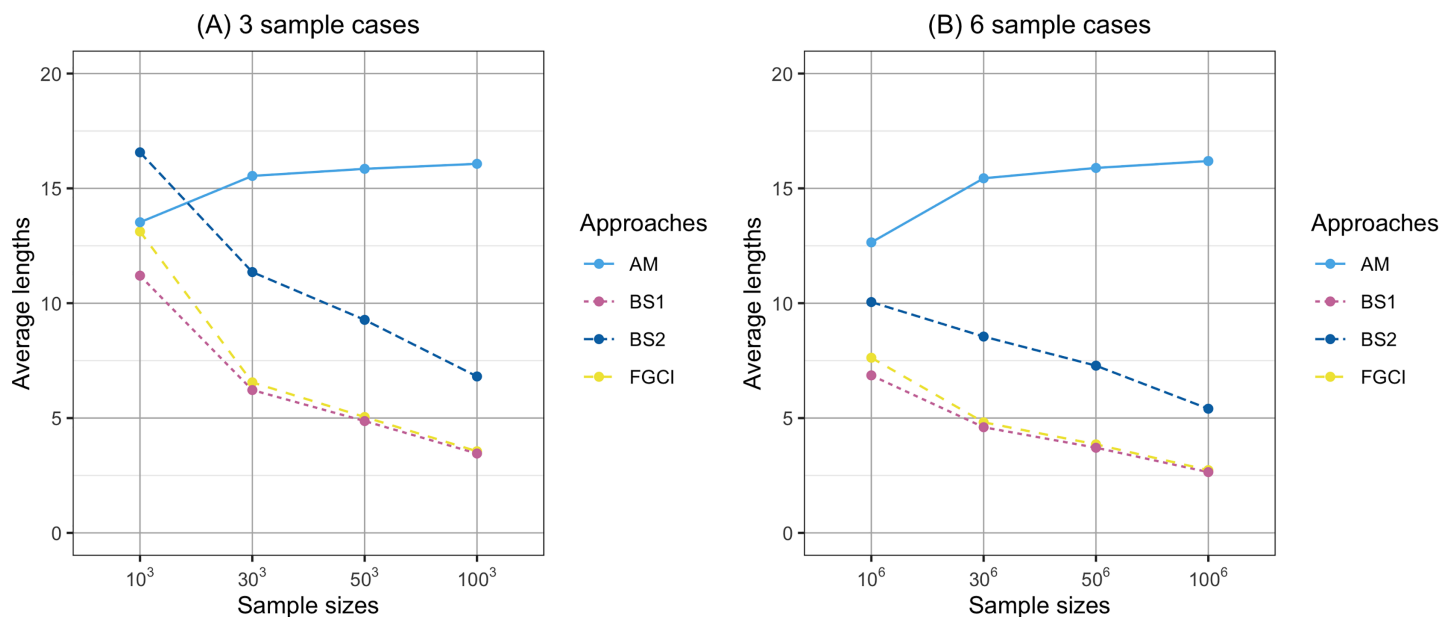 (A) 3 sample cases
Average lengths
20
15
10
5
0
10³
30³
50³
100³
Sample sizes
Approaches
AM
BS1
BS2
FGCI
(B) 6 sample cases
Average lengths
20
15
10
5
0
10⁶
30⁶
50⁶
100⁶
Sample sizes
Approaches
AM
BS1
BS2
FGCI